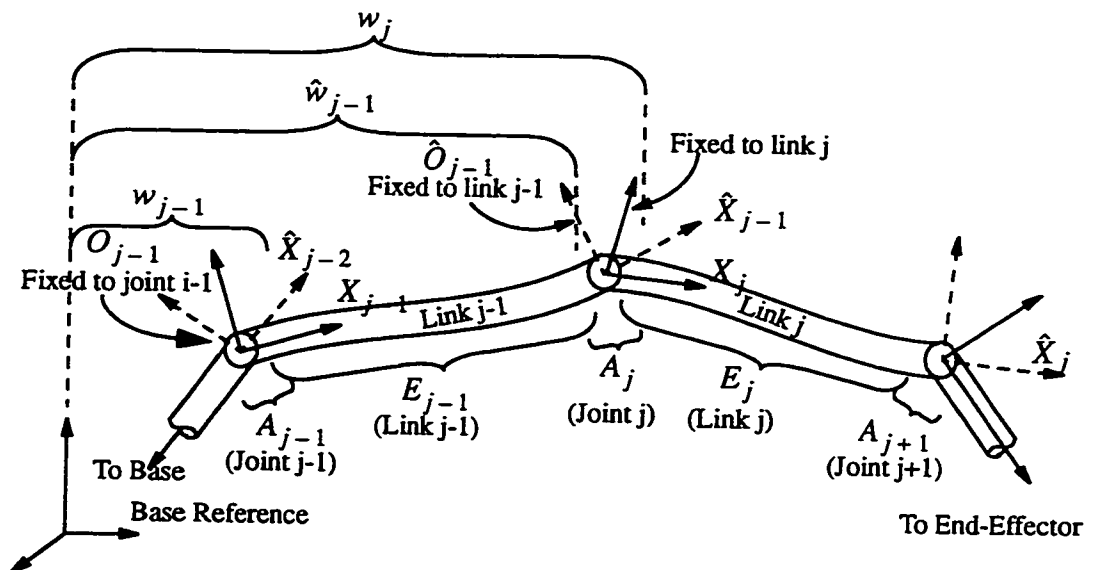 w_j
ŵ_{j-1}
Ô_{j-1}
Fixed to link j
Fixed to link j-1
w_{j-1}
X̂_{j-1}
O_{j-1}
X̂_{j-2}
Fixed to joint i-1
X_{j-1}
X_j
Link j-1
Link j
X̂_j
E_{j-1}
(Link j-1)
A_j
(Joint j)
E_j
(Link j)
A_{j-1}
(Joint j-1)
A_{j+1}
(Joint j+1)
To Base
Base Reference
To End-Effector